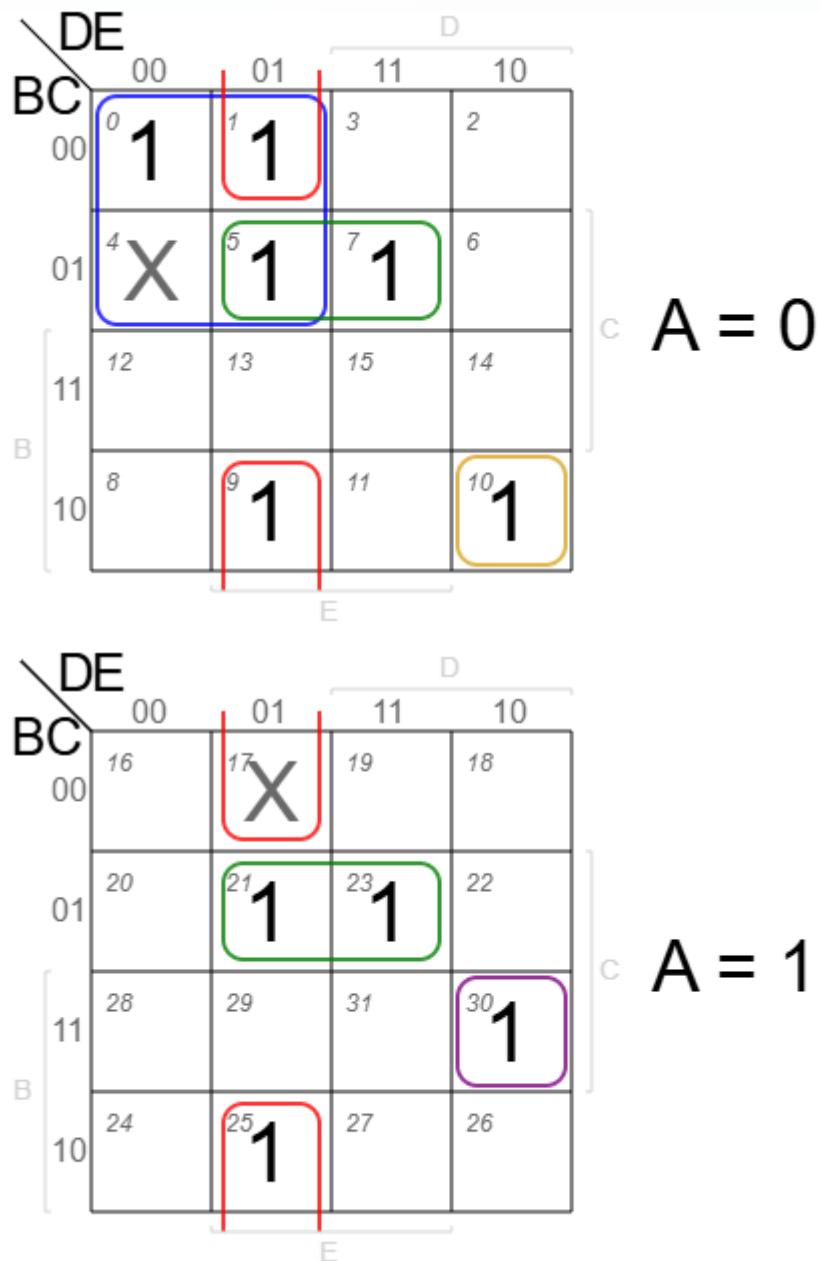 DE
D
00 01 11 10
BC
00 0 1 1 1 3 2
01 4 X 5 1 7 1 6
C
A = 0
11 12 13 15 14
B
10 8 9 1 11 10 1
E
DE
D
00 01 11 10
BC
00 16 17 X 19 18
01 20 21 1 23 1 22
C
A = 1
11 28 29 31 30 1
B
10 24 25 1 27 26
E